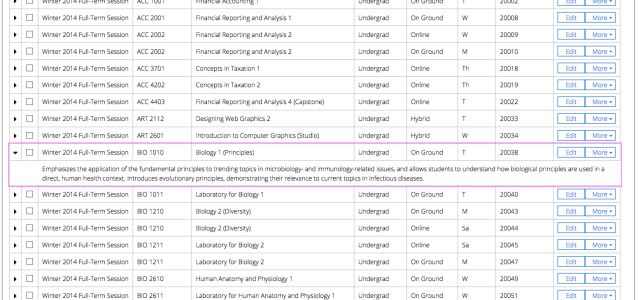 Winter 2014 Full-Term Session ACC 1001 Financial Accounting 1 Undergrad On Ground T 20002 Edit More
Winter 2014 Full-Term Session ACC 2001 Financial Reporting and Analysis 1 Undergrad On Ground W 20008 Edit More
Winter 2014 Full-Term Session ACC 2002 Financial Reporting and Analysis 2 Undergrad Online W 20009 Edit More
Winter 2014 Full-Term Session ACC 2002 Financial Reporting and Analysis 2 Undergrad On Ground M 20010 Edit More
Winter 2014 Full-Term Session ACC 3701 Concepts in Taxation 1 Undergrad Online Th 20018 Edit More
Winter 2014 Full-Term Session ACC 4202 Concepts in Taxation 2 Undergrad Online Th 20019 Edit More
Winter 2014 Full-Term Session ACC 4403 Financial Reporting and Analysis 4 (Capstone) Undergrad Online T 20022 Edit More
Winter 2014 Full-Term Session ART 2112 Designing Web Graphics 2 Undergrad Hybrid T 20033 Edit More
Winter 2014 Full-Term Session ART 2601 Introduction to Computer Graphics (Studio) Undergrad Hybrid W 20034 Edit More
Winter 2014 Full-Term Session BIO 1010 Biology 1 (Principles) Undergrad On Ground T 20038 Edit More
Emphasizes the application of the fundamental principles to trending topics in microbiology- and immunology-related issues, and allows students to understand how biological principles are used in a
direct, human health context. Introduces evolutionary principles, demonstrating their relevance to current topics in infectious diseases.
Winter 2014 Full-Term Session BIO 1011 Laboratory for Biology 1 Undergrad On Ground T 20040 Edit More
Winter 2014 Full-Term Session BIO 1210 Biology 2 (Diversity) Undergrad On Ground M 20043 Edit More
Winter 2014 Full-Term Session BIO 1210 Biology 2 (Diversity) Undergrad Online Sa 20044 Edit More
Winter 2014 Full-Term Session BIO 1211 Laboratory for Biology 2 Undergrad Online Sa 20045 Edit More
Winter 2014 Full-Term Session BIO 1211 Laboratory for Biology 2 Undergrad On Ground M 20047 Edit More
Winter 2014 Full-Term Session BIO 2610 Human Anatomy and Physiology 1 Undergrad On Ground W 20049 Edit More
Winter 2014 Full-Term Session BIO 2611 Laboratory for Human Anatomy and Physiology 1 Undergrad On Ground W 20051 Edit More